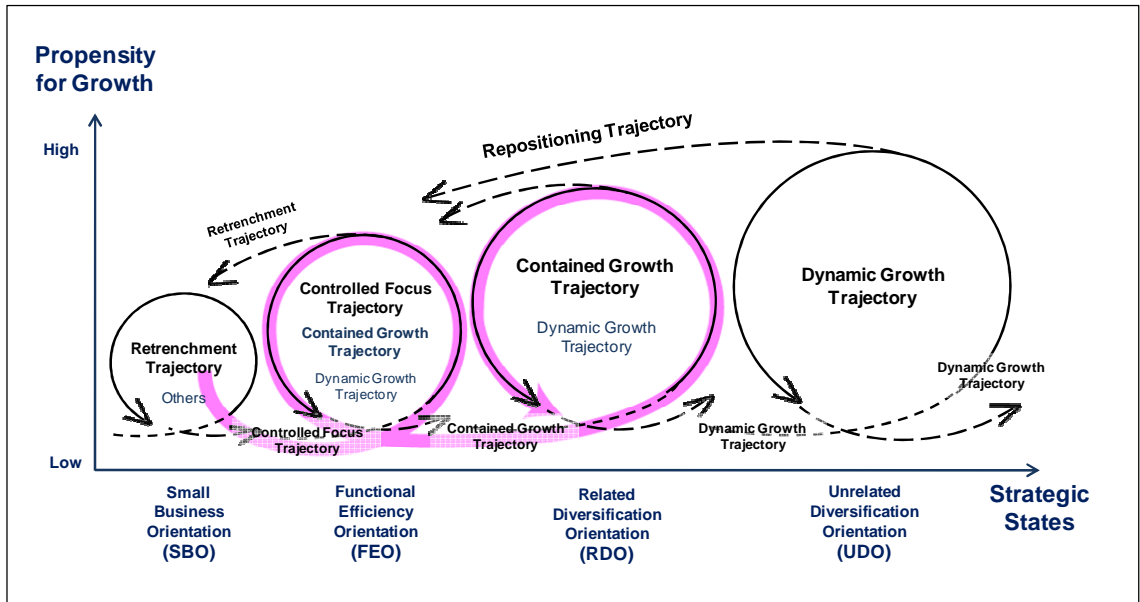 Propensity
for Growth
High
Low
Repositioning Trajectory
Retrenchment
Trajectory
Retrenchment
Trajectory
Others
Controlled Focus
Trajectory
Contained Growth
Trajectory
Dynamic Growth
Trajectory
Contained Growth
Trajectory
Dynamic Growth
Trajectory
Dynamic Growth
Trajectory
Controlled Focus
Trajectory
Contained Growth
Trajectory
Dynamic Growth
Trajectory
Dynamic Growth
Trajectory
Small
Business
Orientation
(SBO)
Functional
Efficiency
Orientation
(FEO)
Related
Diversification
Orientation
(RDO)
Unrelated
Diversification
Orientation
(UDO)
Strategic
States